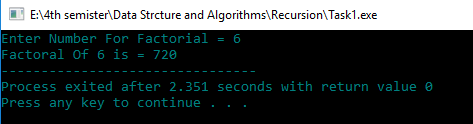 E:\4th semister\Data Strcture and Algorithms\Recursion\Task1.exe
Enter Number For Factorial = 6
Factoral Of 6 is = 720
--------------------------------
Process exited after 2.351 seconds with return value 0
Press any key to continue . . .